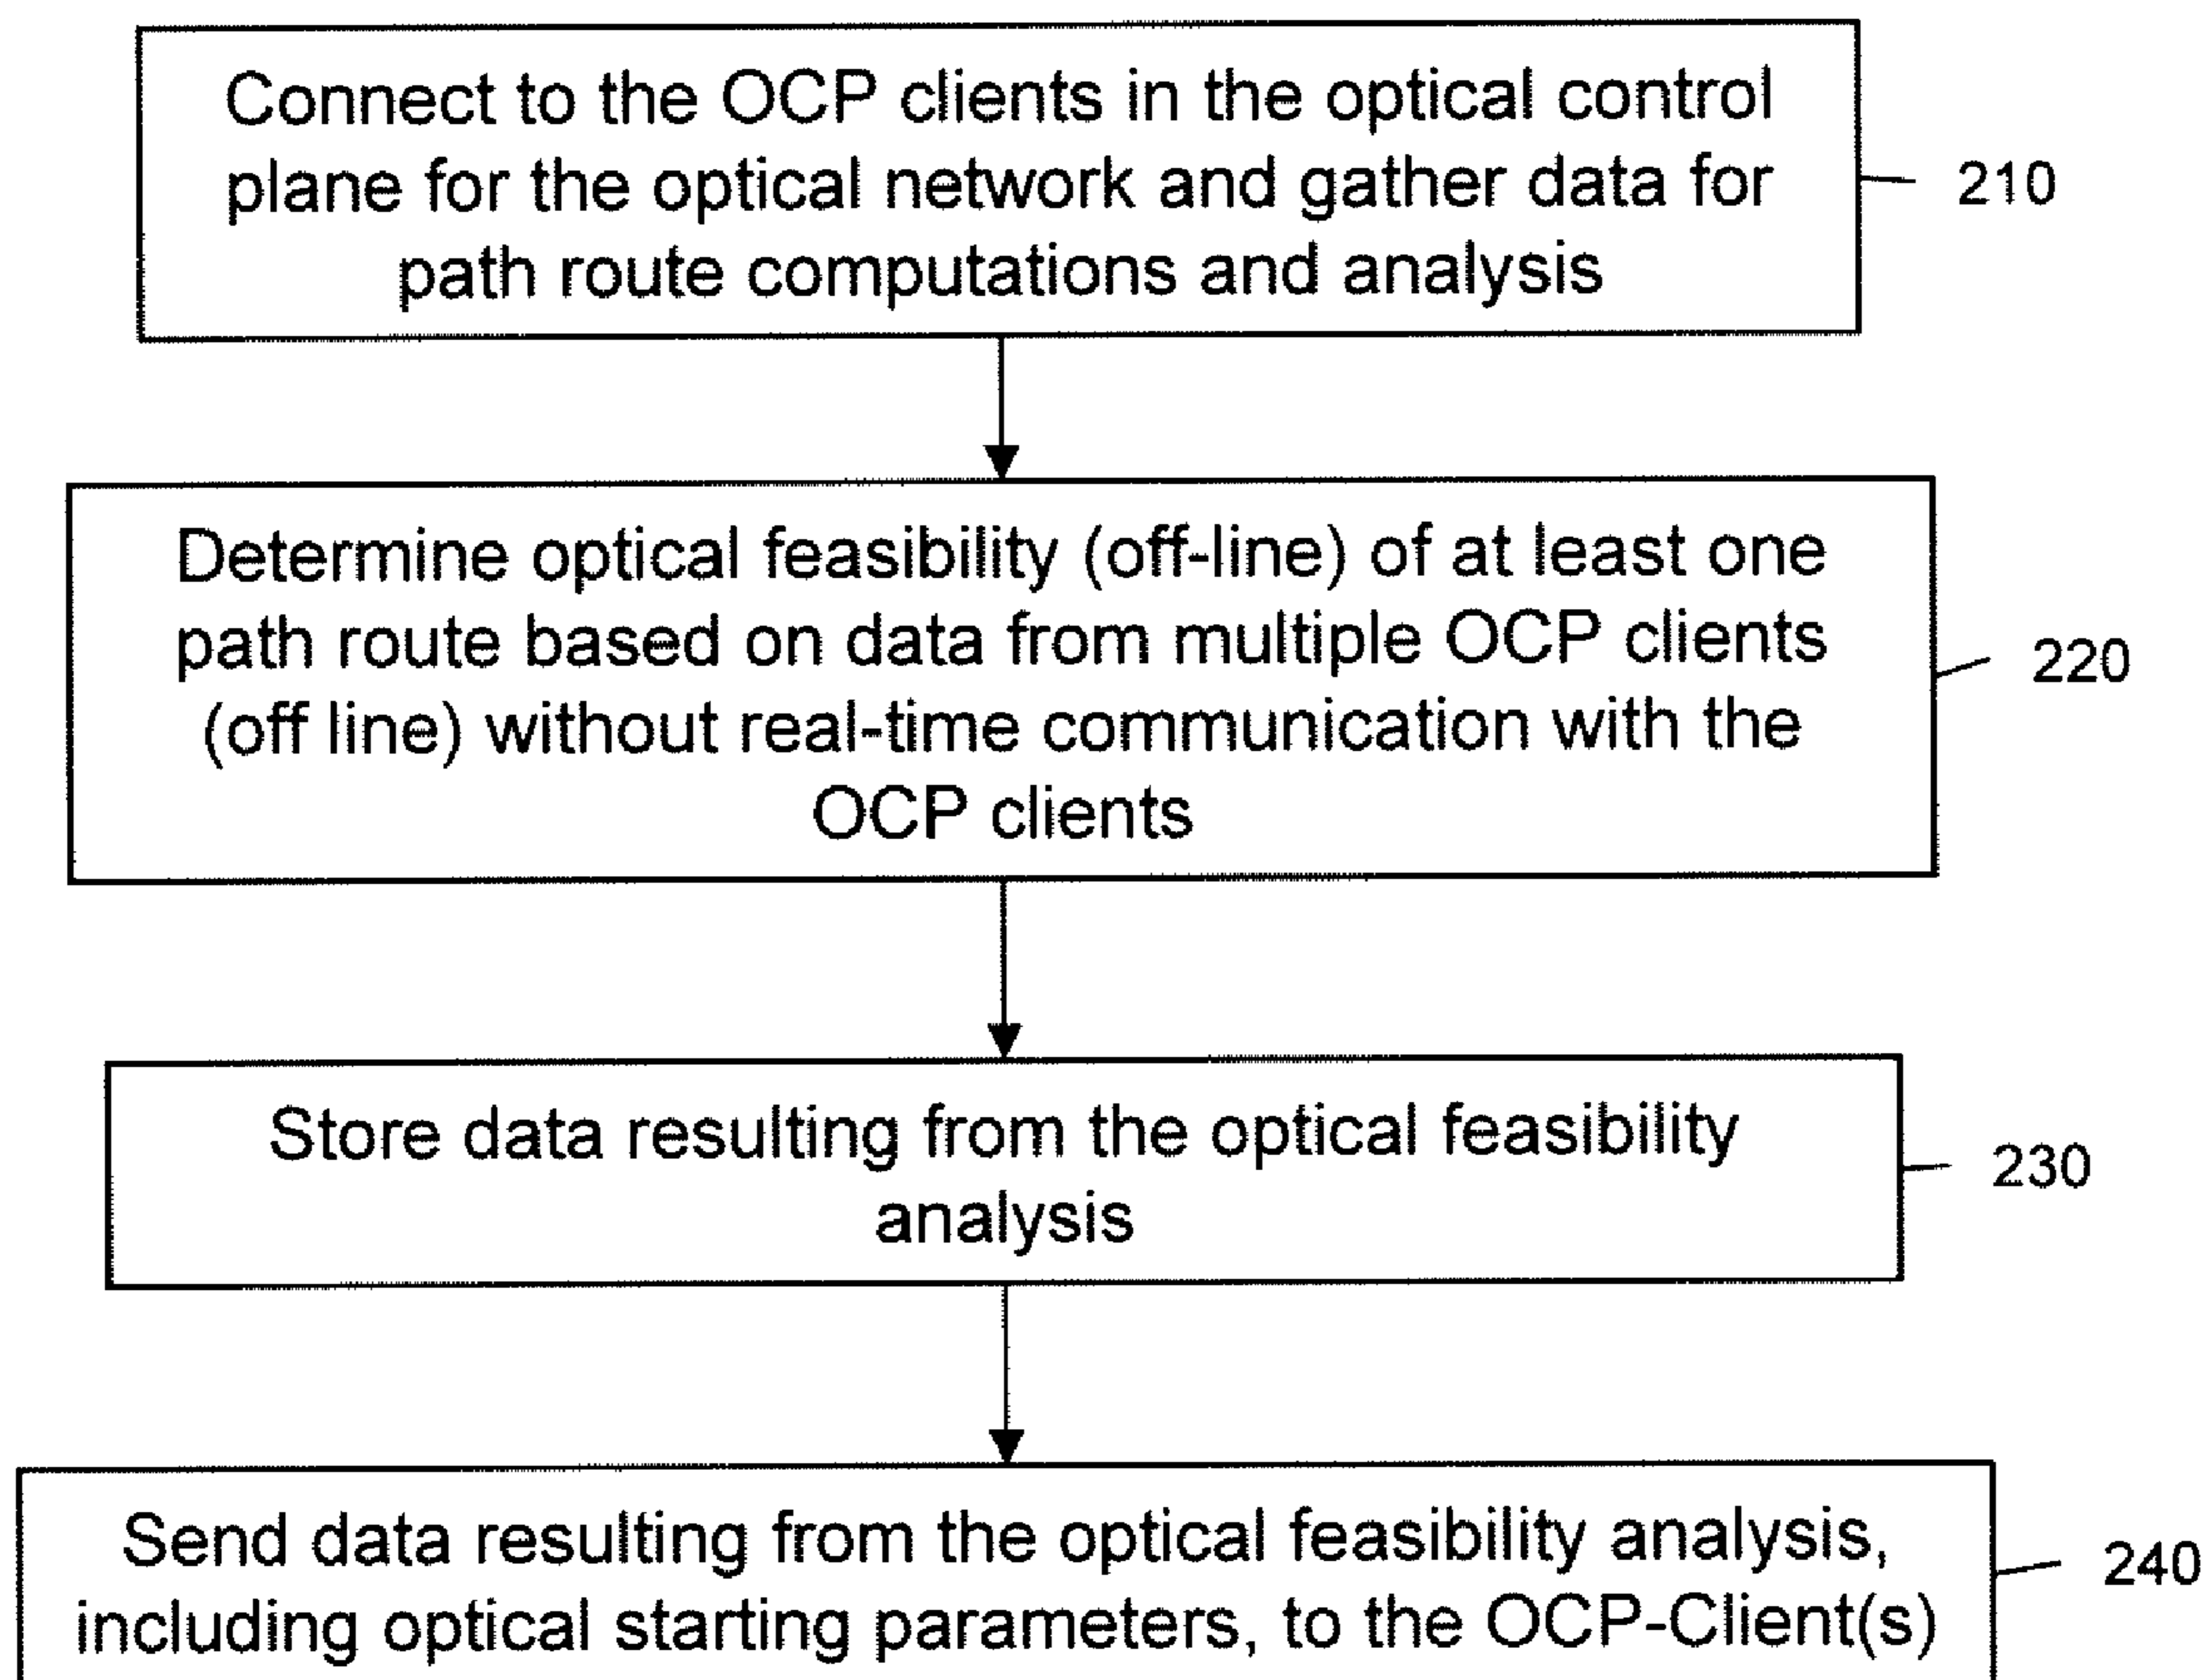 Connect to the OCP clients in the optical control
plane for the optical network and gather data for
path route computations and analysis
210
Determine optical feasibility (off-line) of at least one
path route based on data from multiple OCP clients
(off line) without real-time communication with the
OCP clients
220
Store data resulting from the optical feasibility
analysis
230
Send data resulting from the optical feasibility analysis,
including optical starting parameters, to the OCP-Client(s)
240